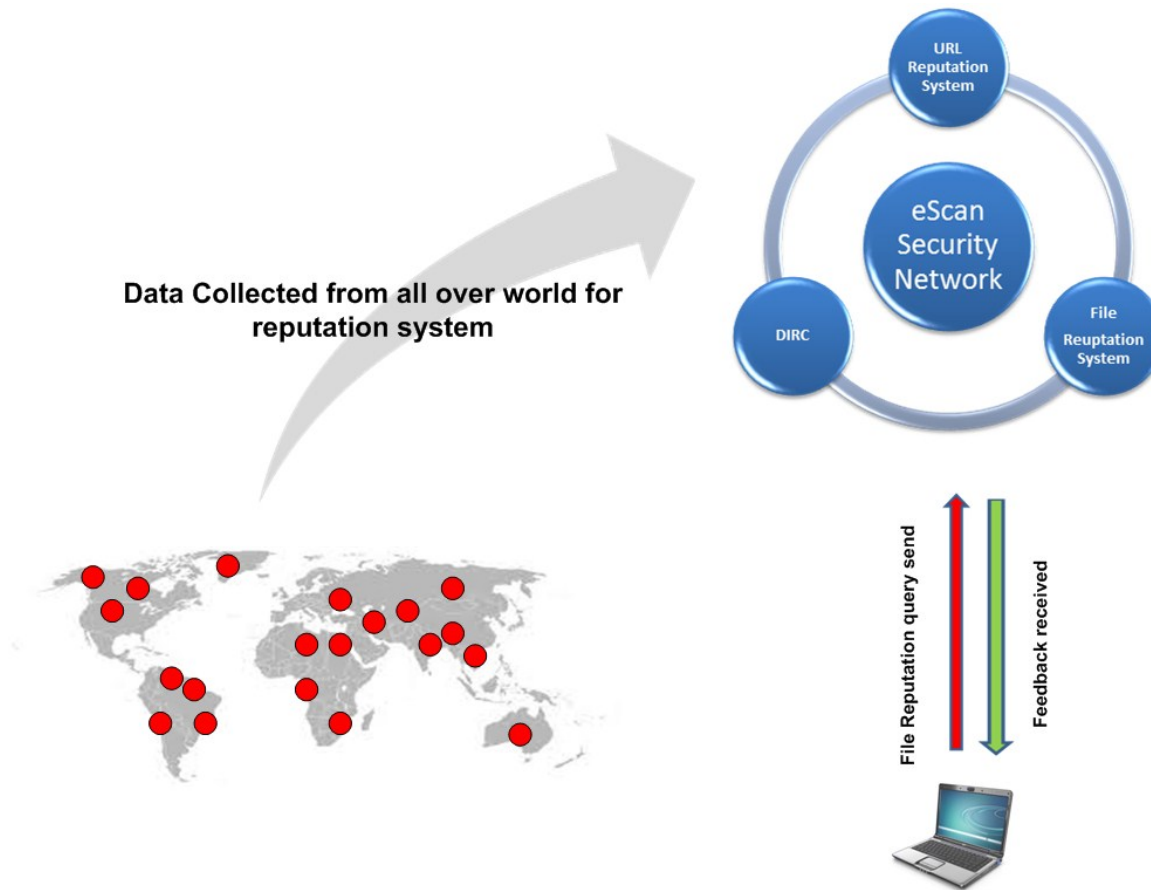 URL
Reputation
System
eScan
Security
Network
DIRC
File
Reuptation
System
Data Collected from all over world for
reputation system
File Reputation query send
Feedback received